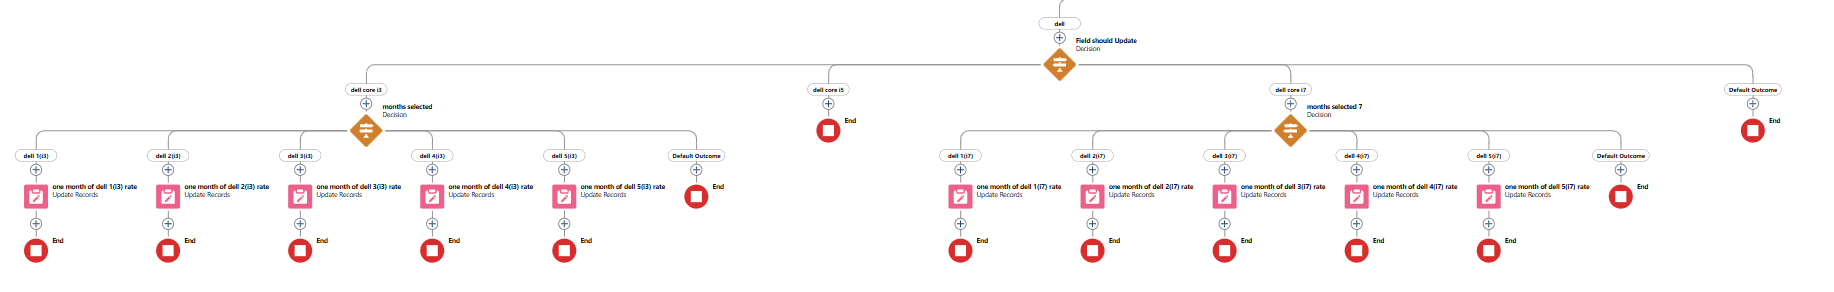 dell
Field should Update
Decision
dell core i3
dell core i5
dell core i7
Default Outcome
months selected
Decision
End
months selected 7
Decision
End
dell 1(i3)
dell 2(i3)
dell 3(i3)
dell 4(i3)
dell 5(i3)
Default Outcome
dell 1(i7)
dell 2(i7)
dell 3(i7)
dell 4(i7)
dell 5(i7)
Default Outcome
one month of dell 1(i3) rate
Update Records
one month of dell 2(i3) rate
Update Records
one month of dell 3(i3) rate
Update Records
one month of dell 4(i3) rate
Update Records
one month of dell 5(i3) rate
Update Records
End
one month of dell 1(i7) rate
Update Records
one month of dell 2(i7) rate
Update Records
one month of dell 3(i7) rate
Update Records
one month of dell 4(i7) rate
Update Records
one month of dell 5(i7) rate
Update Records
End
End
End
End
End
End
End
End
End
End
End